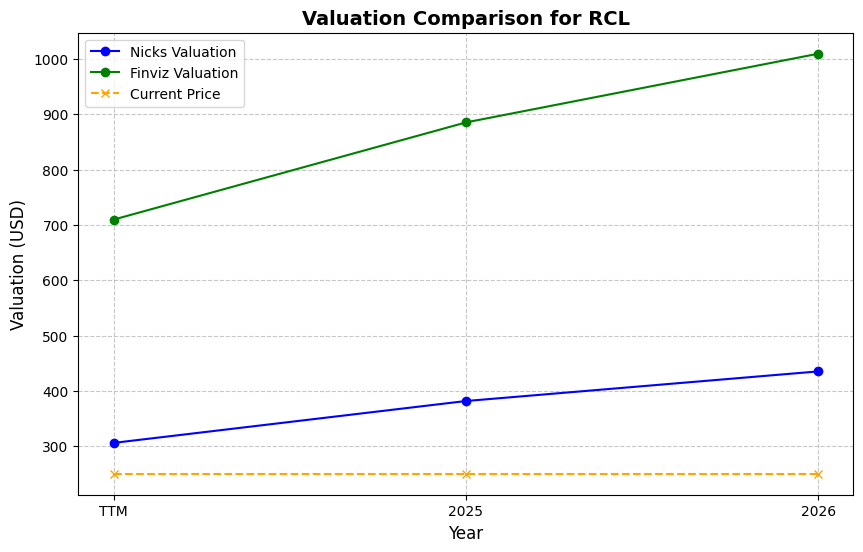 Valuation Comparison for RCL
Nicks Valuation
Finviz Valuation
Current Price
Valuation (USD)
1000
900
800
700
600
500
400
300
TTM
2025
2026
Year